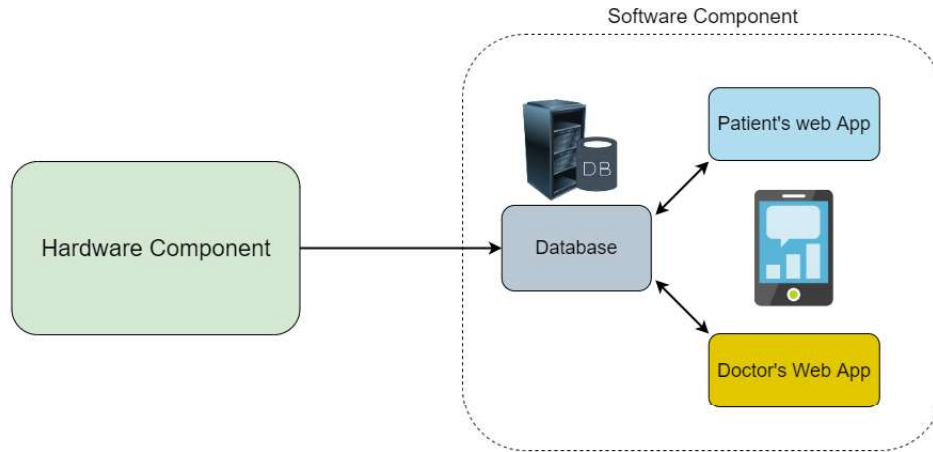 Software Component
Patient's web App
DB
Hardware Component
Database
Doctor's Web App